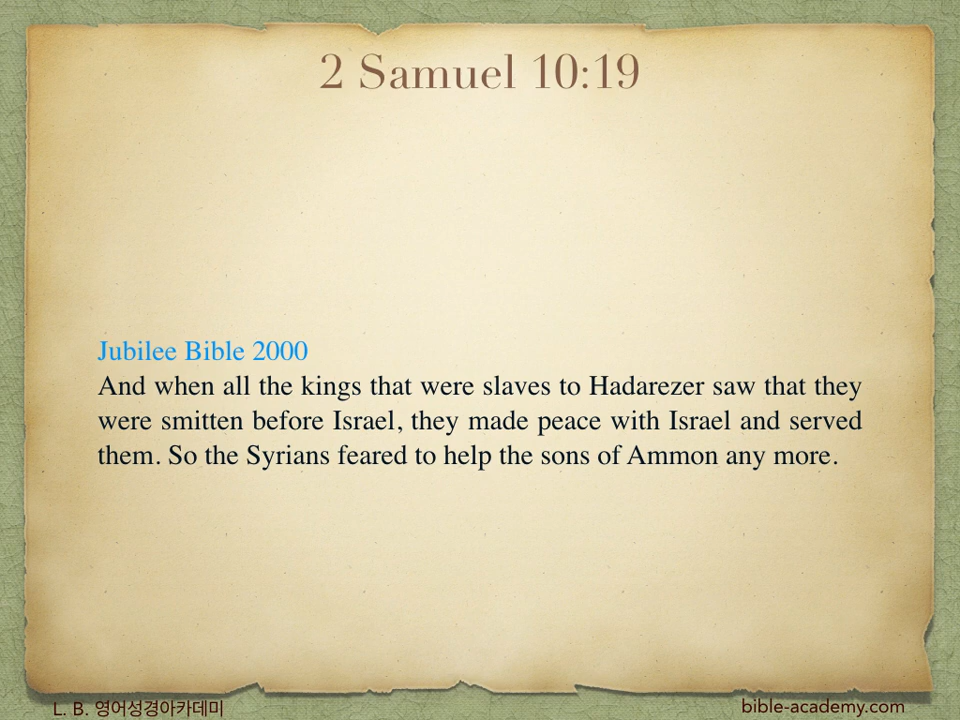 2 Samuel 10:19
Jubilee Bible 2000
And when all the kings that were slaves to Hadarezer saw that they
were smitten before Israel, they made peace with Israel and served
them. So the Syrians feared to help the sons of Ammon any more.
L. B. 영어성경아카데미
bible-academy.com